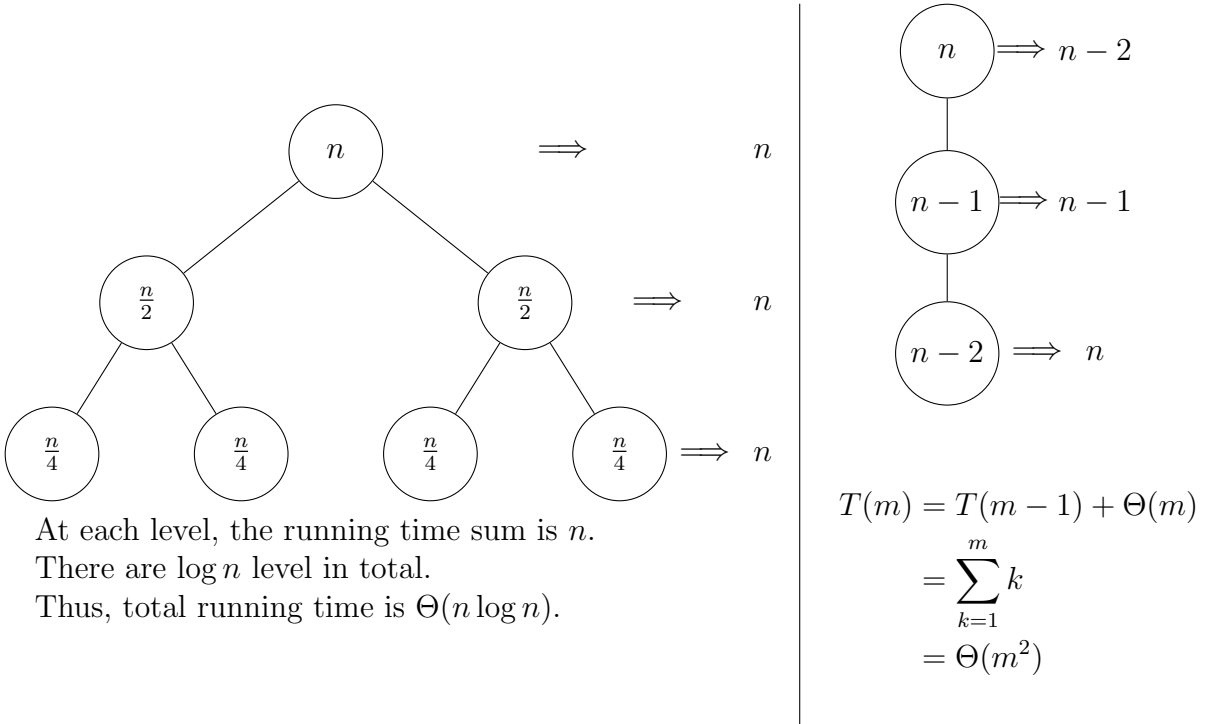 n ⟹ n
n/2 n/2 ⟹ n
n/4 n/4 n/4 n/4 ⟹ n
At each level, the running time sum is n.
There are log n level in total.
Thus, total running time is Θ(n log n).
n ⟹ n − 2
n − 1 ⟹ n − 1
n − 2 ⟹ n
T(m) = T(m − 1) + Θ(m)
= ∑_{k=1}^{m} k
= Θ(m²)